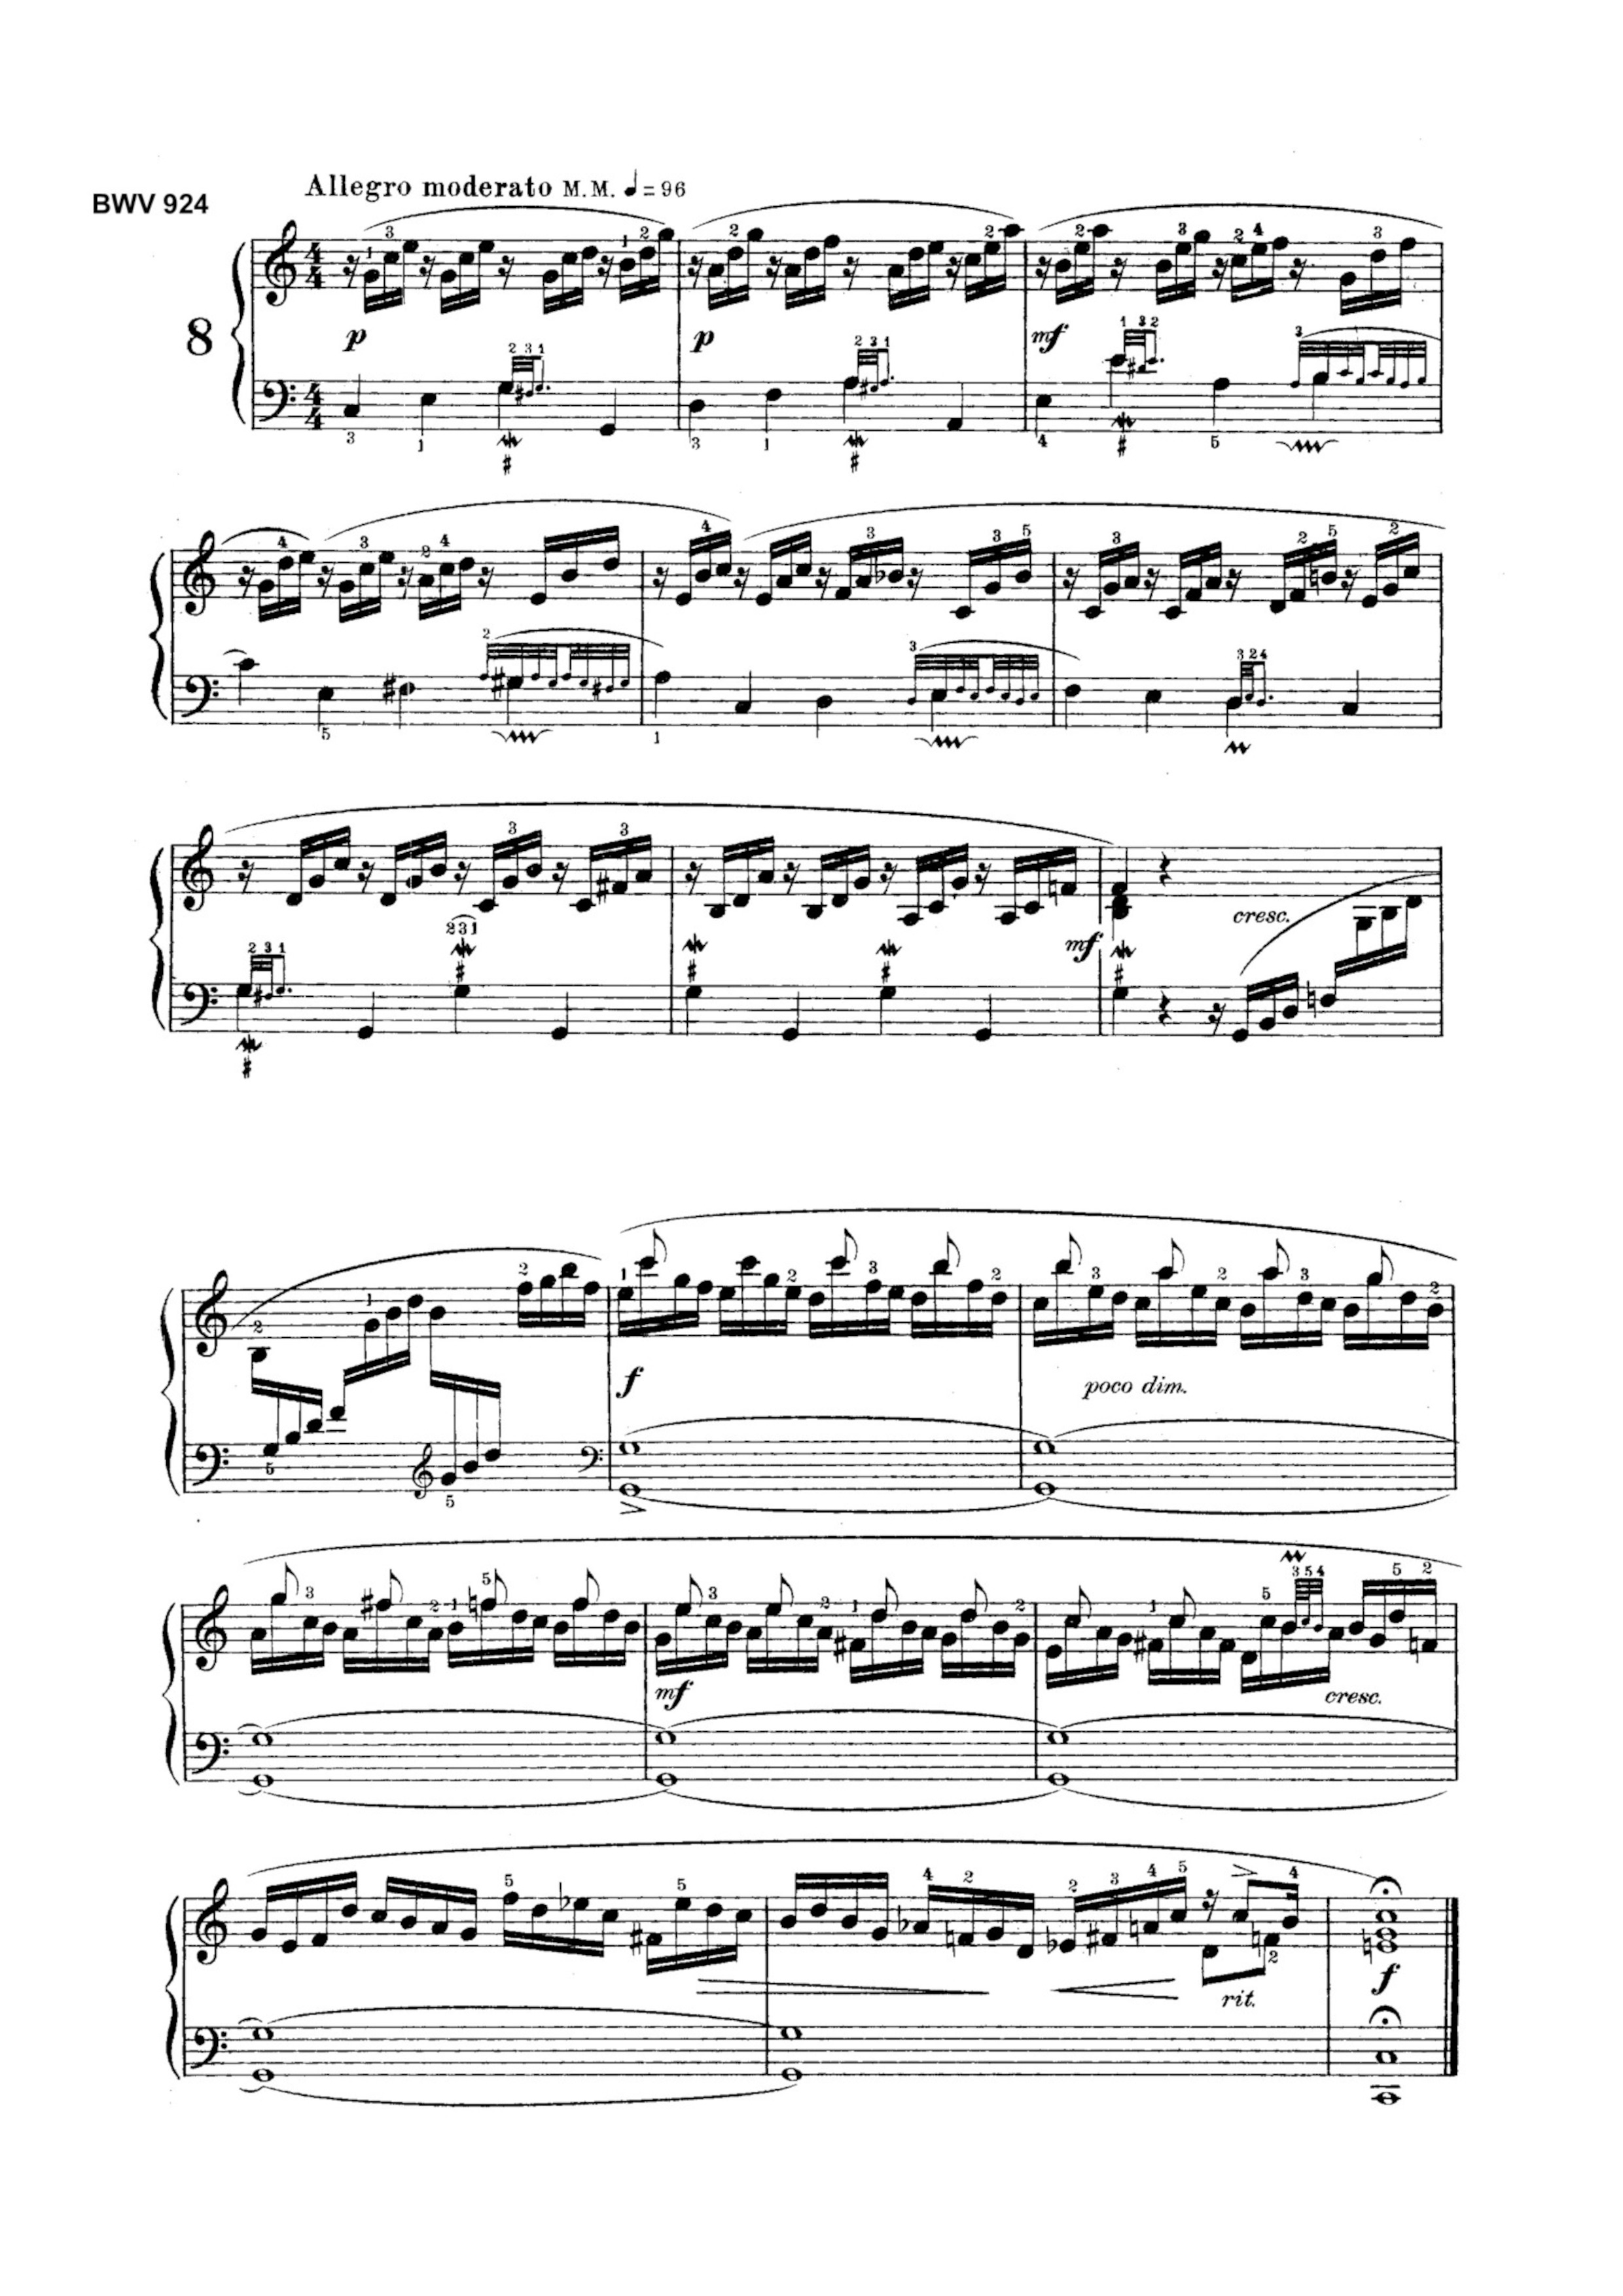 Allegro moderato M.M. ♩= 96
BWV 924
8
p
p
mf
mf
cresc.
f
poco dim.
mf
cresc.
rit.
f